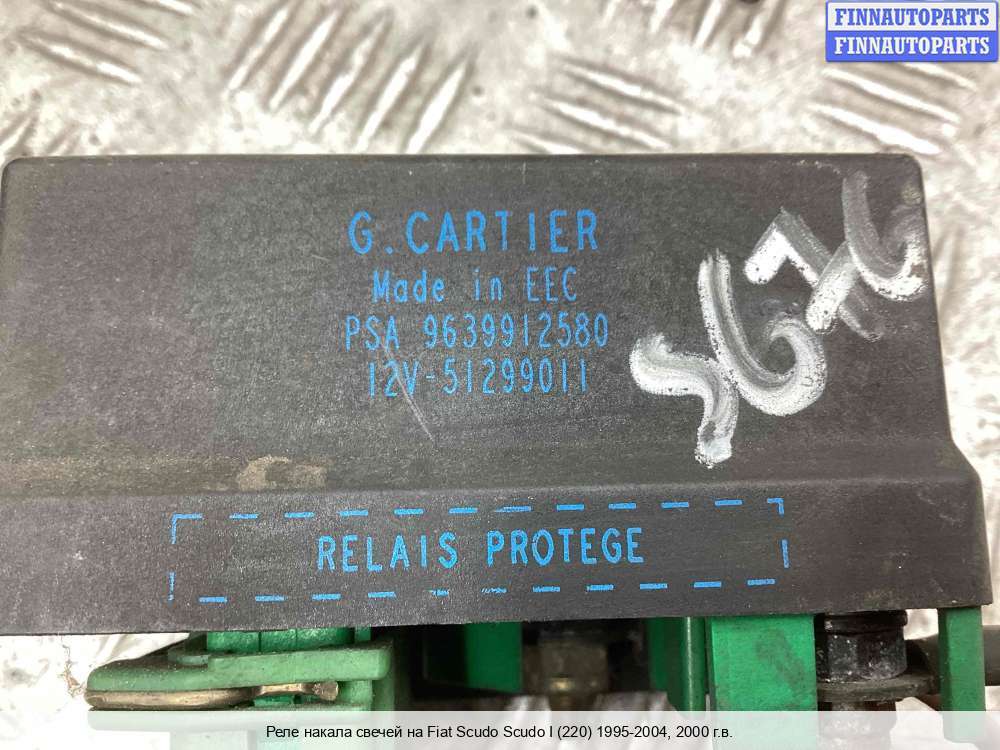 FINNAUTOPARTS
FINNAUTOPARTS
G. CARTIER
Made in EEC
PSA 9639912580
12V-51299011
RELAIS PROTEGE
Реле накала свечей на Fiat Scudo Scudo I (220) 1995-2004, 2000 г.в.